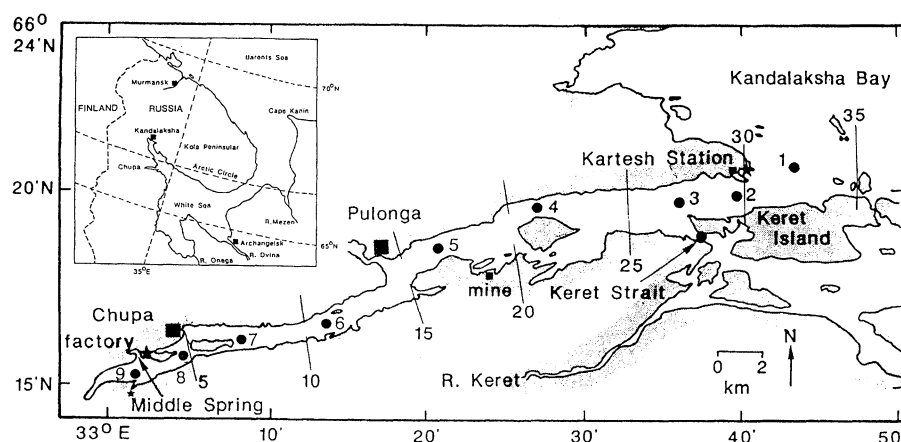 66°
24'N
20'N
15'N
33° E
10'
20'
30'
40'
50'
Barents Sea
Murmansk
70°N
FINLAND
RUSSIA
Cape Kanin
Kandalaksha
Kola Peninsular
Arctic Circle
Chupa
White Sea
R.Mezen
Archangelsk
65°N
R. Onega
R. Dvina
35°E
Kandalaksha Bay
35
30
1
Kartesh Station
2
3
4
Keret
Island
Pulonga
5
25
mine
20
Keret Strait
15
Chupa
factory
6
7
10
N
9
8
5
0 2
km
R. Keret
Middle Spring